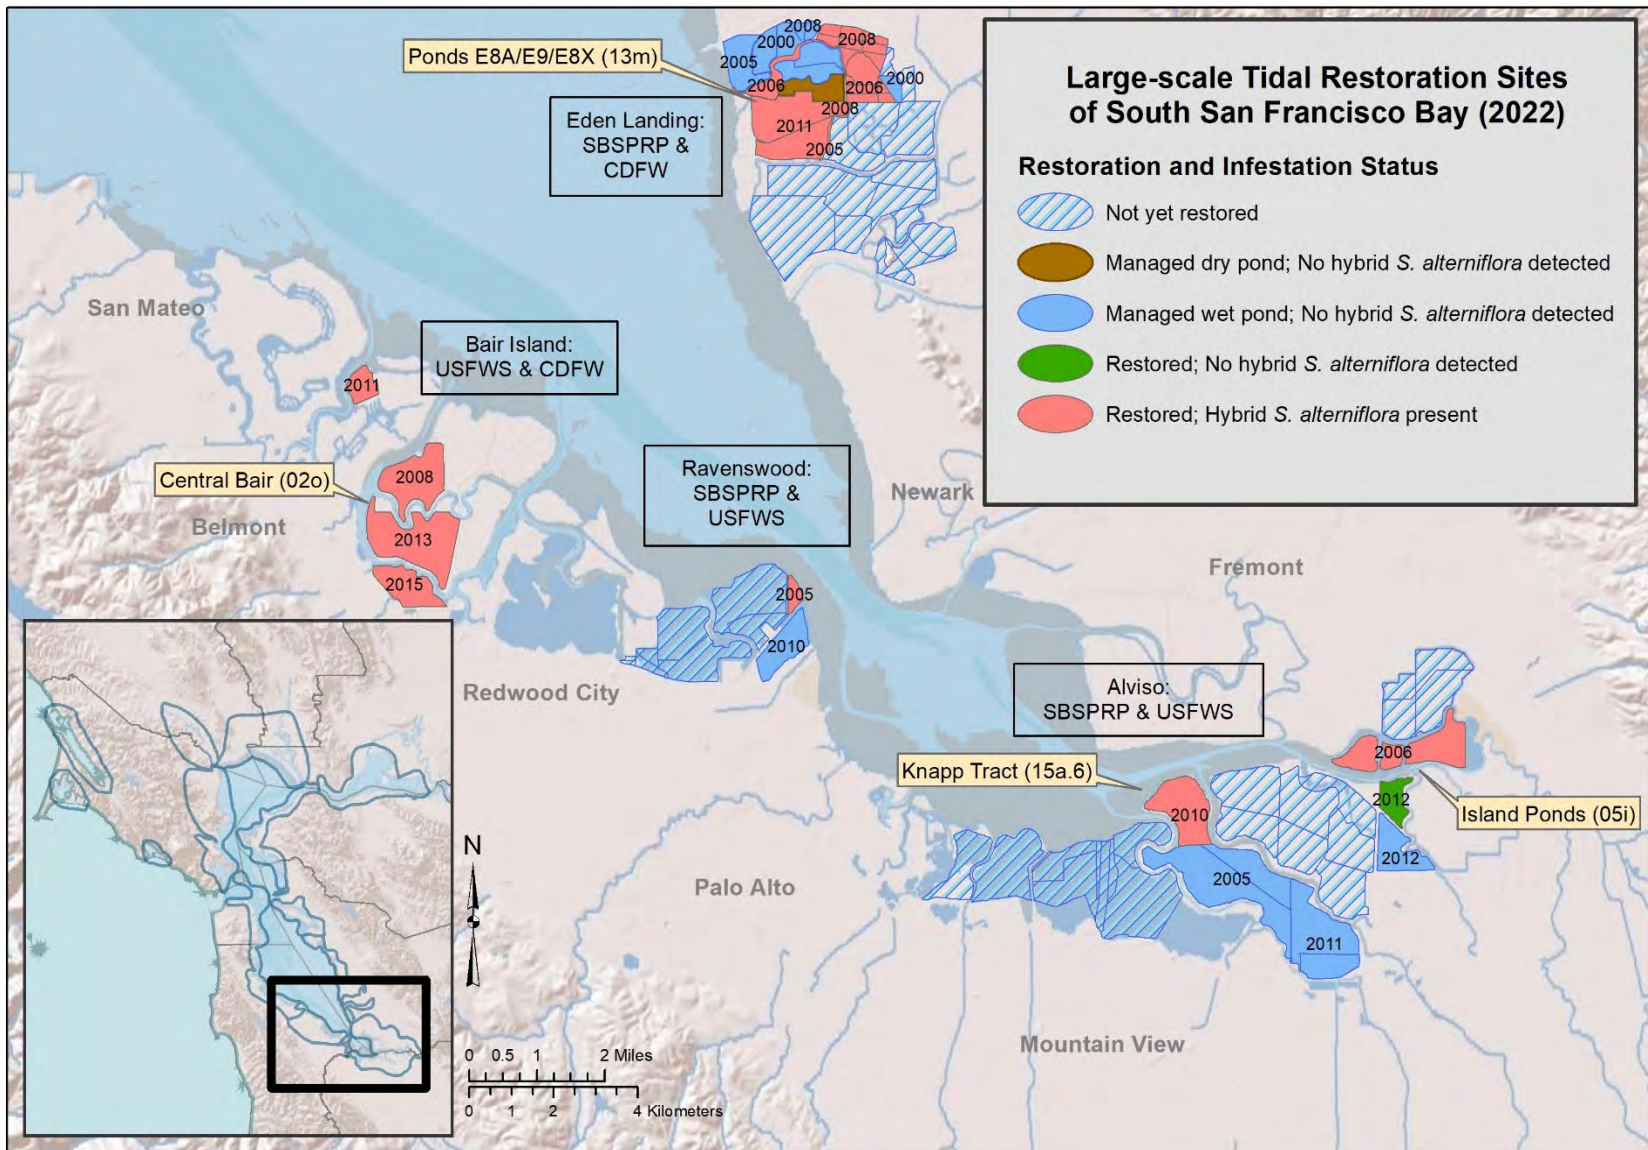 Large-scale Tidal Restoration Sites
of South San Francisco Bay (2022)
Restoration and Infestation Status
Not yet restored
Managed dry pond; No hybrid S. alterniflora detected
Managed wet pond; No hybrid S. alterniflora detected
Restored; No hybrid S. alterniflora detected
Restored; Hybrid S. alterniflora present
Ponds E8A/E9/E8X (13m)
2008
2000
2008
2005
2006
2006
2000
2008
2011
2005
Eden Landing:
SBSPRP &
CDFW
San Mateo
Bair Island:
USFWS & CDFW
2011
Central Bair (02o)
2008
Belmont
2013
2015
Ravenswood:
SBSPRP &
USFWS
Newark
Fremont
2005
2010
Redwood City
Alviso:
SBSPRP & USFWS
Knapp Tract (15a.6)
2006
2010
2012
Island Ponds (05i)
2012
2005
2011
Palo Alto
Mountain View
N
0 0.5 1 2 Miles
0 1 2 4 Kilometers